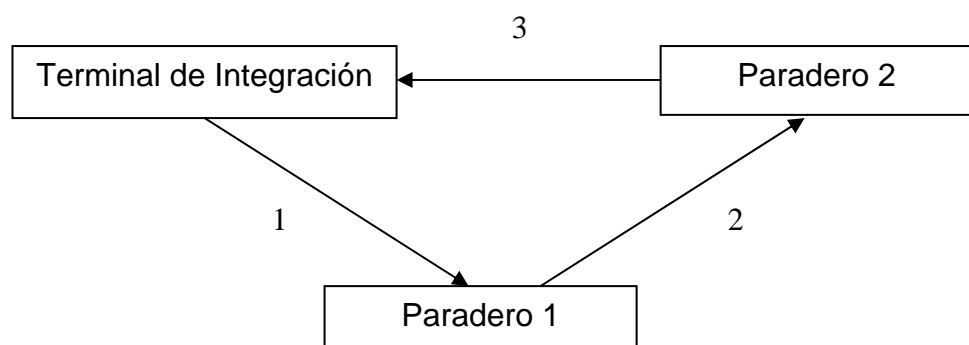 3
Terminal de Integración
Paradero 2
1
2
Paradero 1